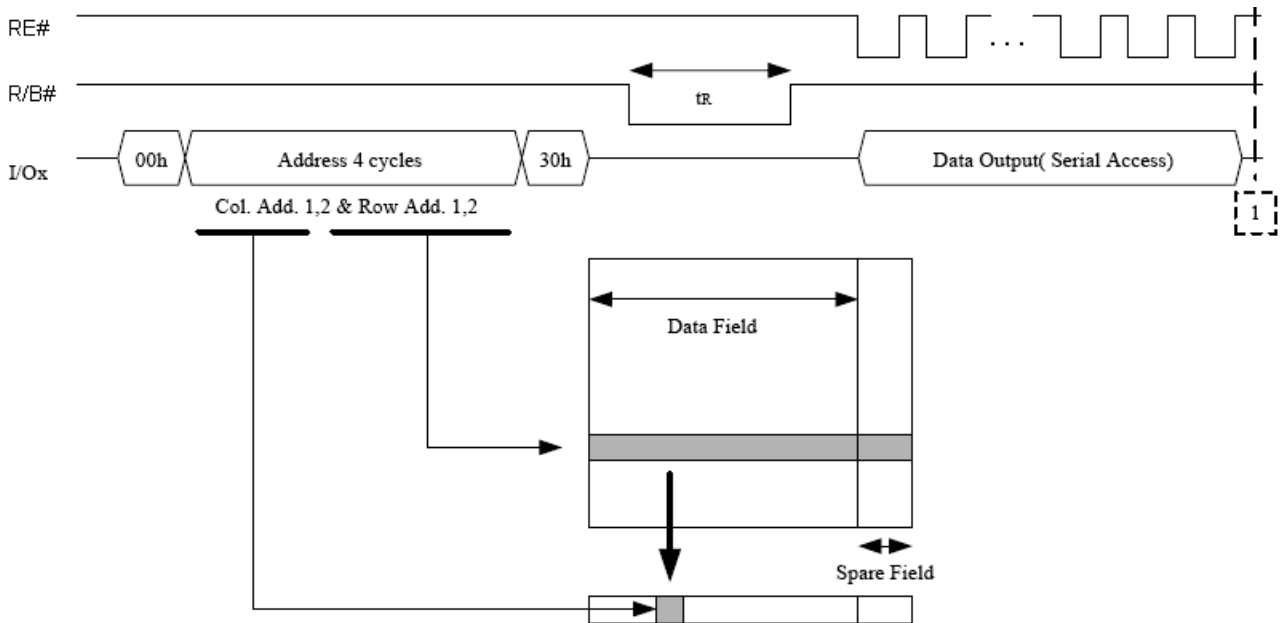 RE#
. . .
R/B#
tR
I/Ox
00h
Address 4 cycles
30h
Data Output( Serial Access)
Col. Add. 1,2 & Row Add. 1,2
1
Data Field
Spare Field